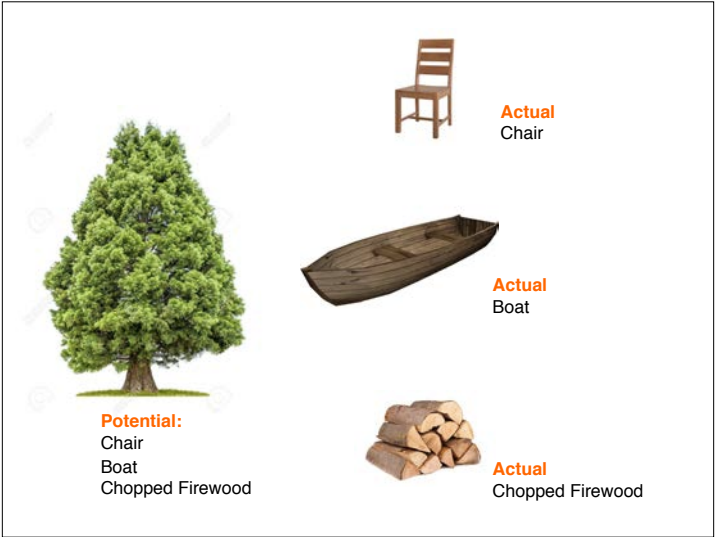 Potential:
Chair
Boat
Chopped Firewood
Actual
Chair
Actual
Boat
Actual
Chopped Firewood